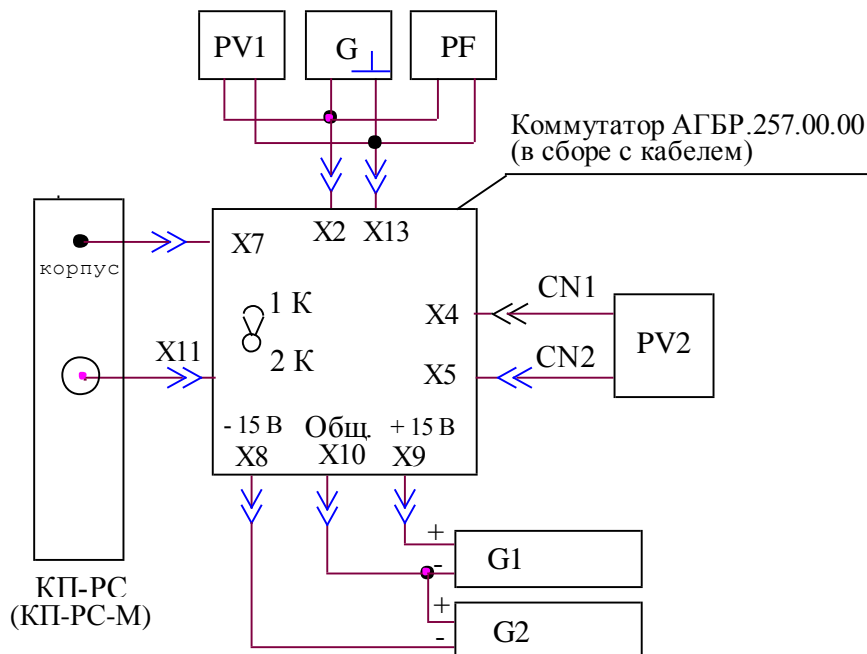 PV1
G
PF
Коммутатор АГБР.257.00.00
(в сборе с кабелем)
X2
X13
X7
корпус
1 К
2 К
X11
X4
CN1
X5
CN2
PV2
- 15 В
Общ.
+ 15 В
X8
X10
X9
+
-
G1
+
-
G2
КП-РС
(КП-РС-М)